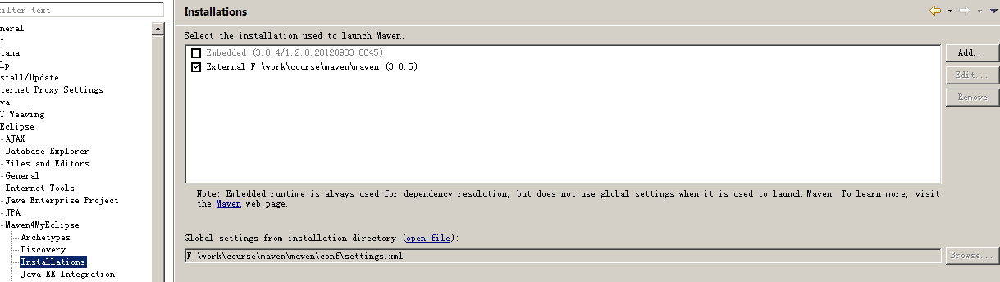 filter text
Installations
neral
t
tana
lp
stall/Update
ternet Proxy Settings
va
T Weaving
Eclipse
AJAX
Database Explorer
Files and Editors
General
Internet Tools
Java Enterprise Project
JPA
Maven4MyEclipse
Archetypes
Discovery
Installations
Java EE Integration
Select the installation used to launch Maven:
Embedded (3.0.4/1.2.0.20120903-0645)
External F:\work\course\maven\maven (3.0.5)
Add...
Edit...
Remove
Note: Embedded runtime is always used for dependency resolution, but does not use global settings when it is used to launch Maven. To learn more, visit
the Maven web page.
Global settings from installation directory (open file):
F:\work\course\maven\maven\conf\settings.xml
Browse...